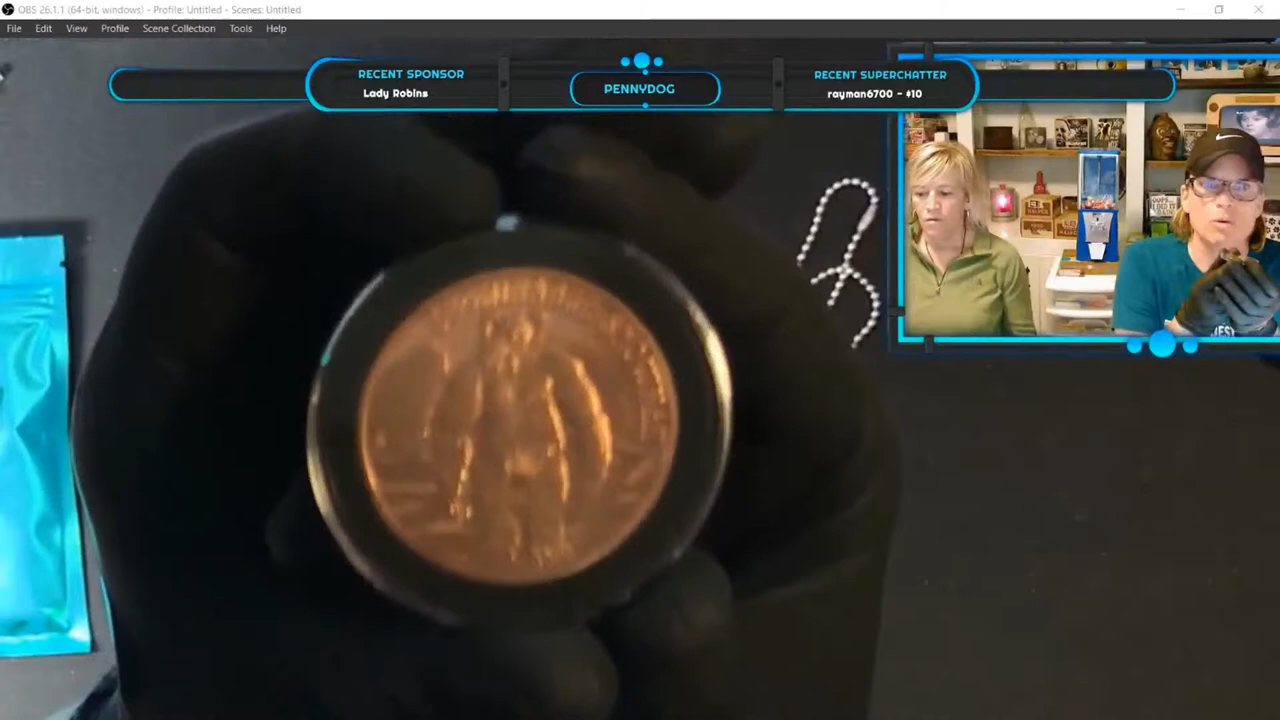 OBS 26.1.1 (64-bit, windows) - Profile: Untitled - Scenes: Untitled
File Edit View Profile Scene Collection Tools Help
RECENT SPONSOR
Lady Robins
PENNYDOG
RECENT SUPERCHATTER
rayman6700 - $10